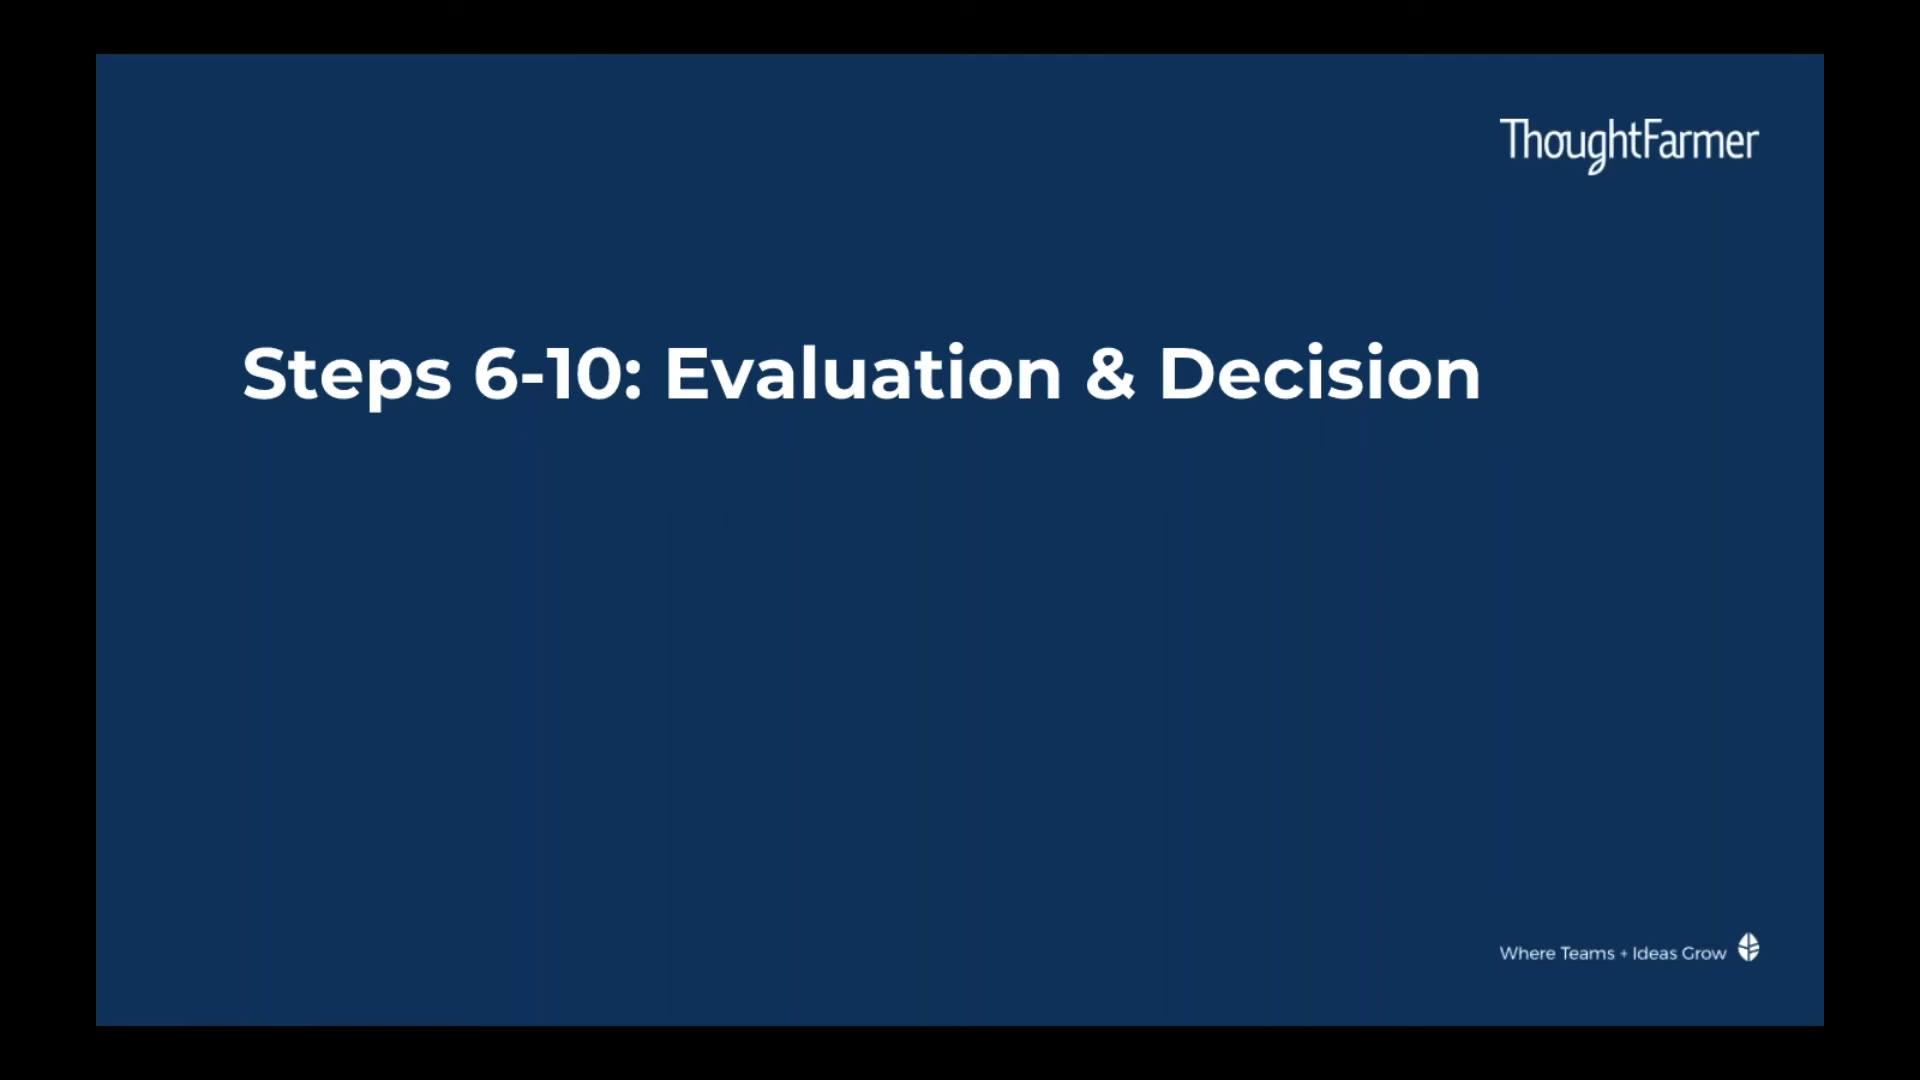 ThoughtFarmer
Steps 6-10: Evaluation & Decision
Where Teams + Ideas Grow